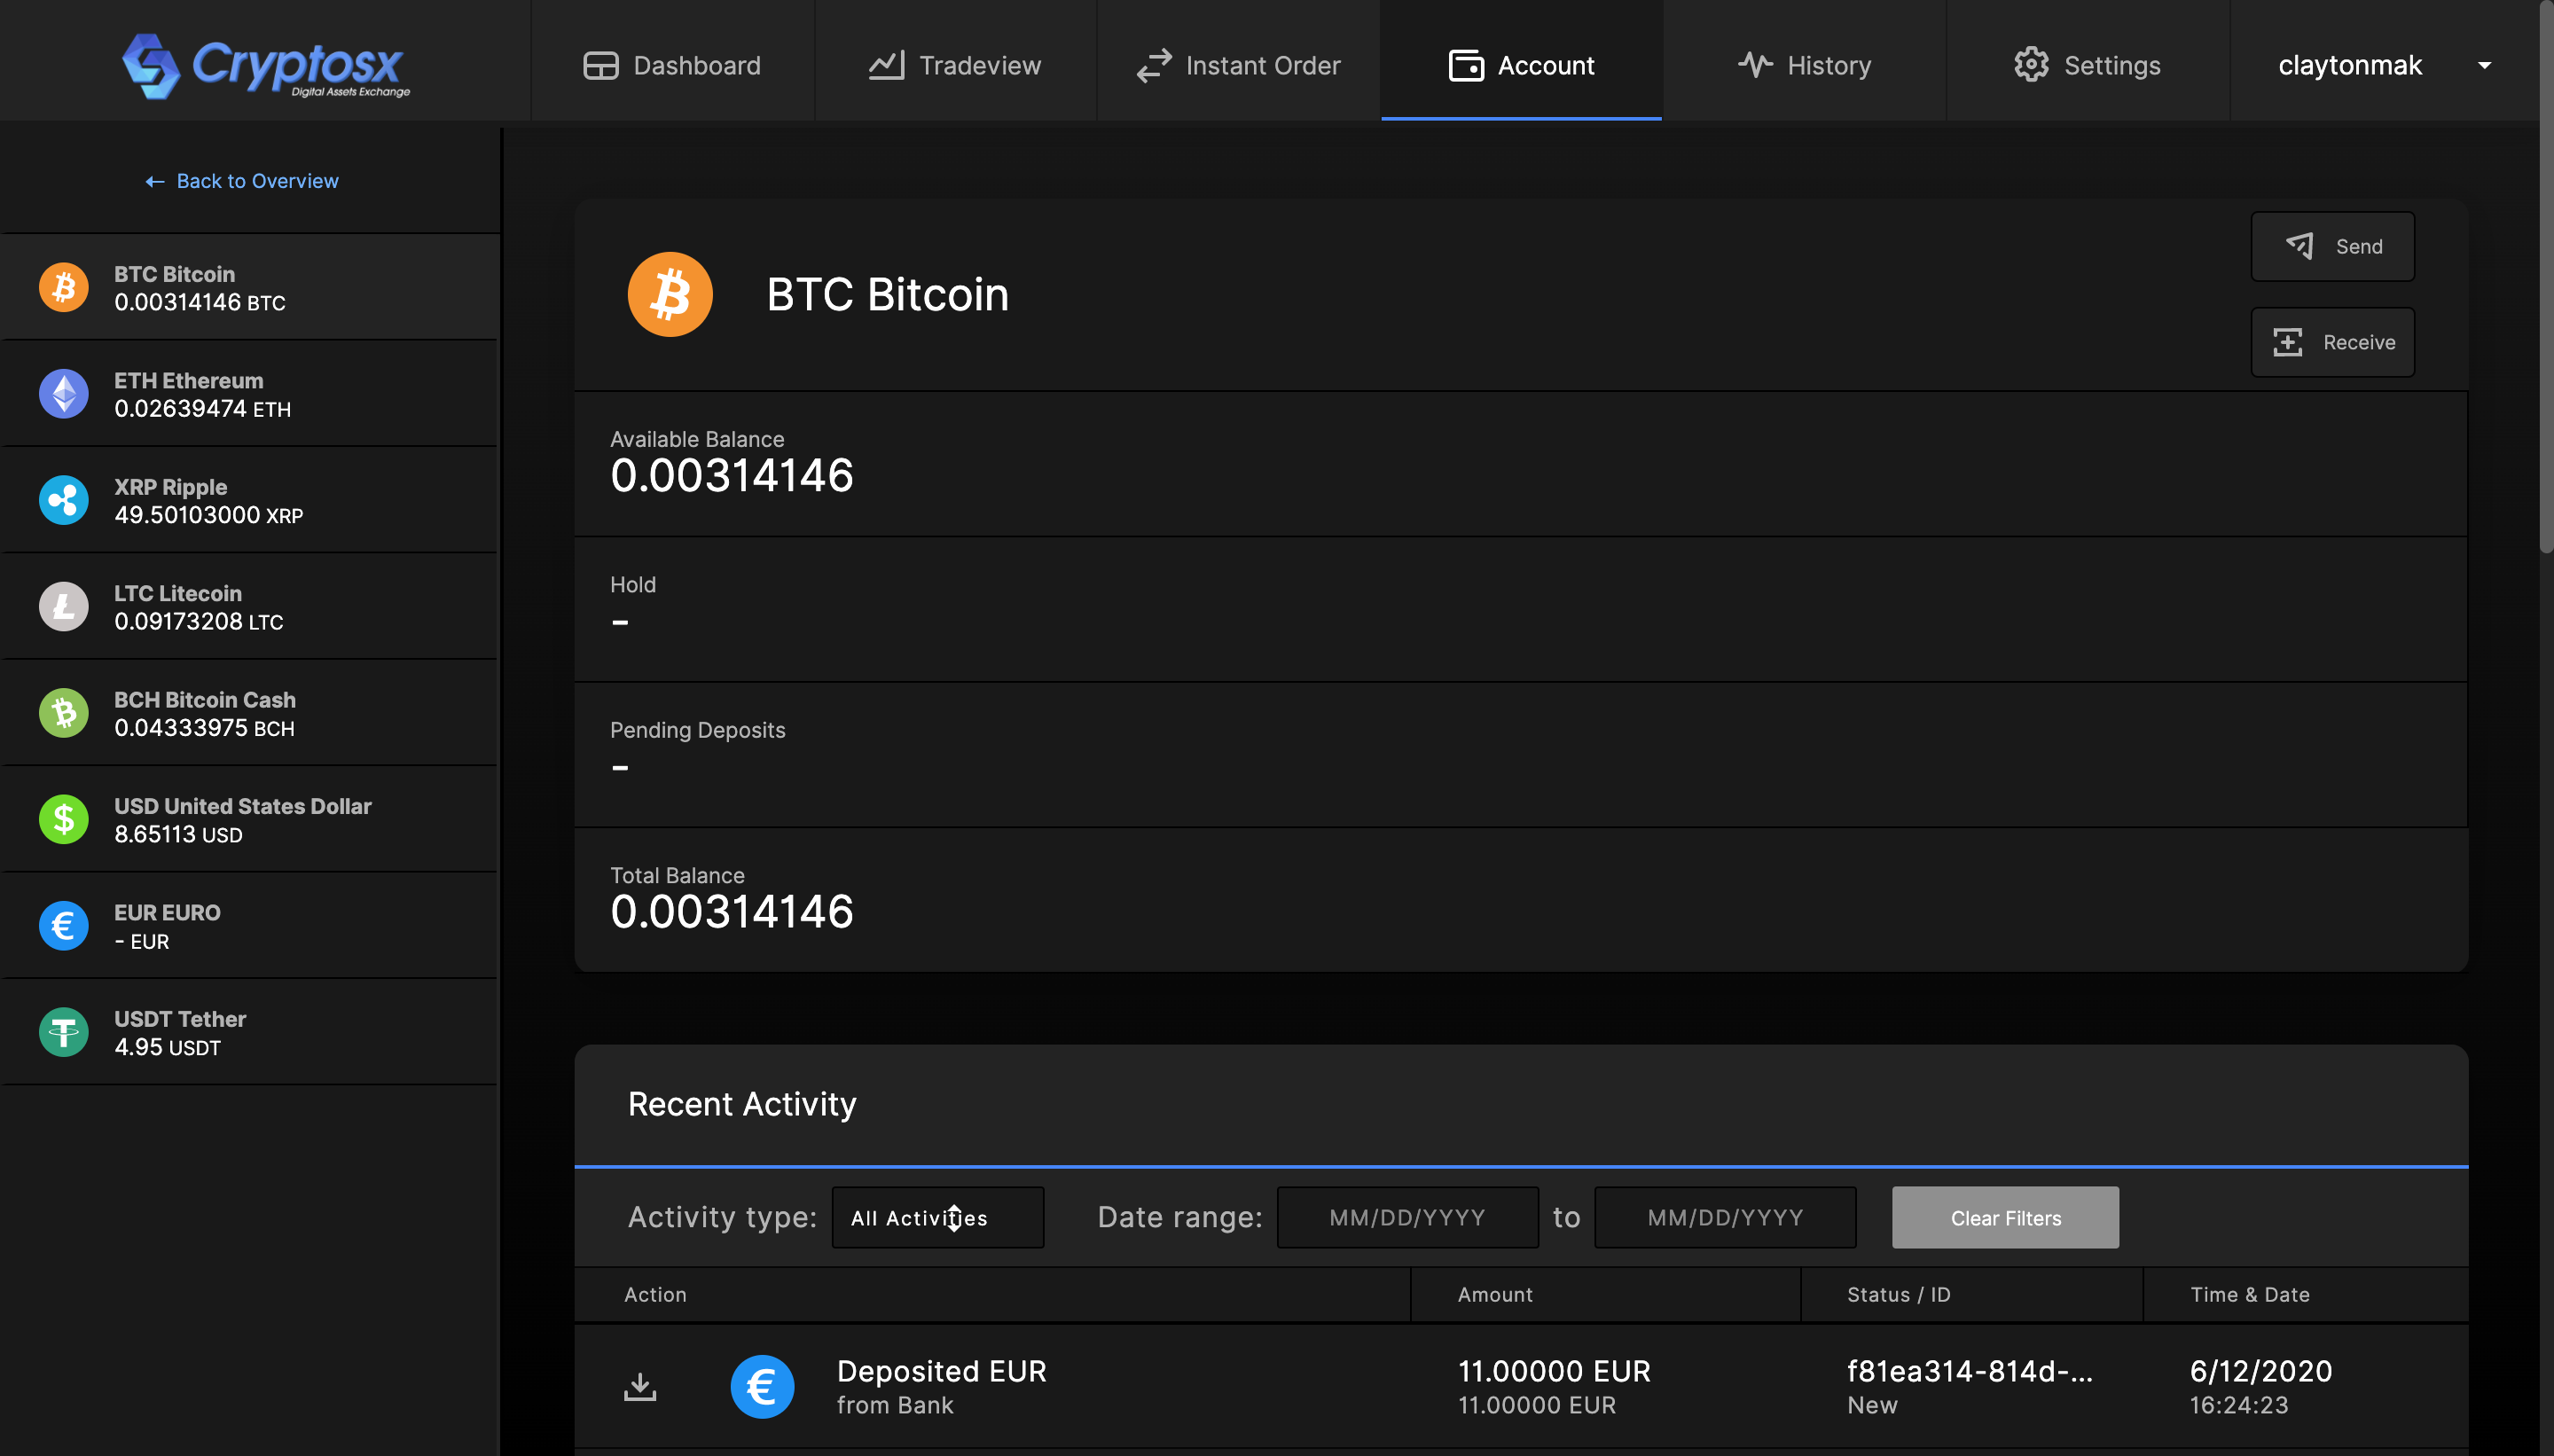 Cryptosx
Digital Assets Exchange
Dashboard
Tradeview
Instant Order
Account
History
Settings
claytonmak
Back to Overview
BTC Bitcoin
0.00314146 BTC
ETH Ethereum
0.02639474 ETH
XRP Ripple
49.50103000 XRP
LTC Litecoin
0.09173208 LTC
BCH Bitcoin Cash
0.04333975 BCH
USD United States Dollar
8.65113 USD
EUR EURO
- EUR
USDT Tether
4.95 USDT
BTC Bitcoin
Send
Receive
Available Balance
0.00314146
Hold
-
Pending Deposits
-
Total Balance
0.00314146
Recent Activity
Activity type: All Activities Date range: MM/DD/YYYY to MM/DD/YYYY Clear Filters
Action Amount Status / ID Time & Date
Deposited EUR 11.00000 EUR f81ea314-814d-... 6/12/2020
from Bank 11.00000 EUR New 16:24:23